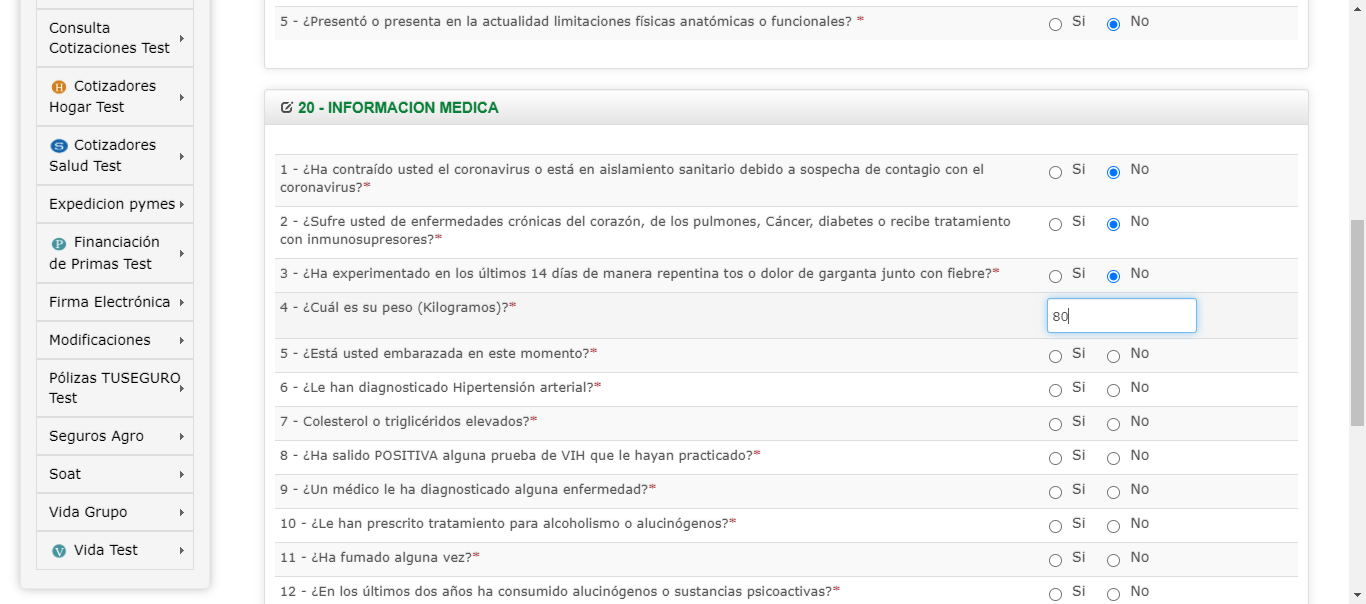 Consulta
Cotizaciones Test
H Cotizadores
Hogar Test
S Cotizadores
Salud Test
Expedicion pymes
P Financiación
de Primas Test
Firma Electrónica
Modificaciones
Pólizas TUSEGURO
Test
Seguros Agro
Soat
Vida Grupo
V Vida Test
5 - ¿Presentó o presenta en la actualidad limitaciones físicas anatómicas o funcionales? * Si No
20 - INFORMACION MEDICA
1 - ¿Ha contraído usted el coronavirus o está en aislamiento sanitario debido a sospecha de contagio con el
coronavirus?* Si No
2 - ¿Sufre usted de enfermedades crónicas del corazón, de los pulmones, Cáncer, diabetes o recibe tratamiento
con inmunosupresores?* Si No
3 - ¿Ha experimentado en los últimos 14 días de manera repentina tos o dolor de garganta junto con fiebre?* Si No
4 - ¿Cuál es su peso (Kilogramos)?* 80
5 - ¿Está usted embarazada en este momento?* Si No
6 - ¿Le han diagnosticado Hipertensión arterial?* Si No
7 - Colesterol o triglicéridos elevados?* Si No
8 - ¿Ha salido POSITIVA alguna prueba de VIH que le hayan practicado?* Si No
9 - ¿Un médico le ha diagnosticado alguna enfermedad?* Si No
10 - ¿Le han prescrito tratamiento para alcoholismo o alucinógenos?* Si No
11 - ¿Ha fumado alguna vez?* Si No
12 - ¿En los últimos dos años ha consumido alucinógenos o sustancias psicoactivas?* Si No